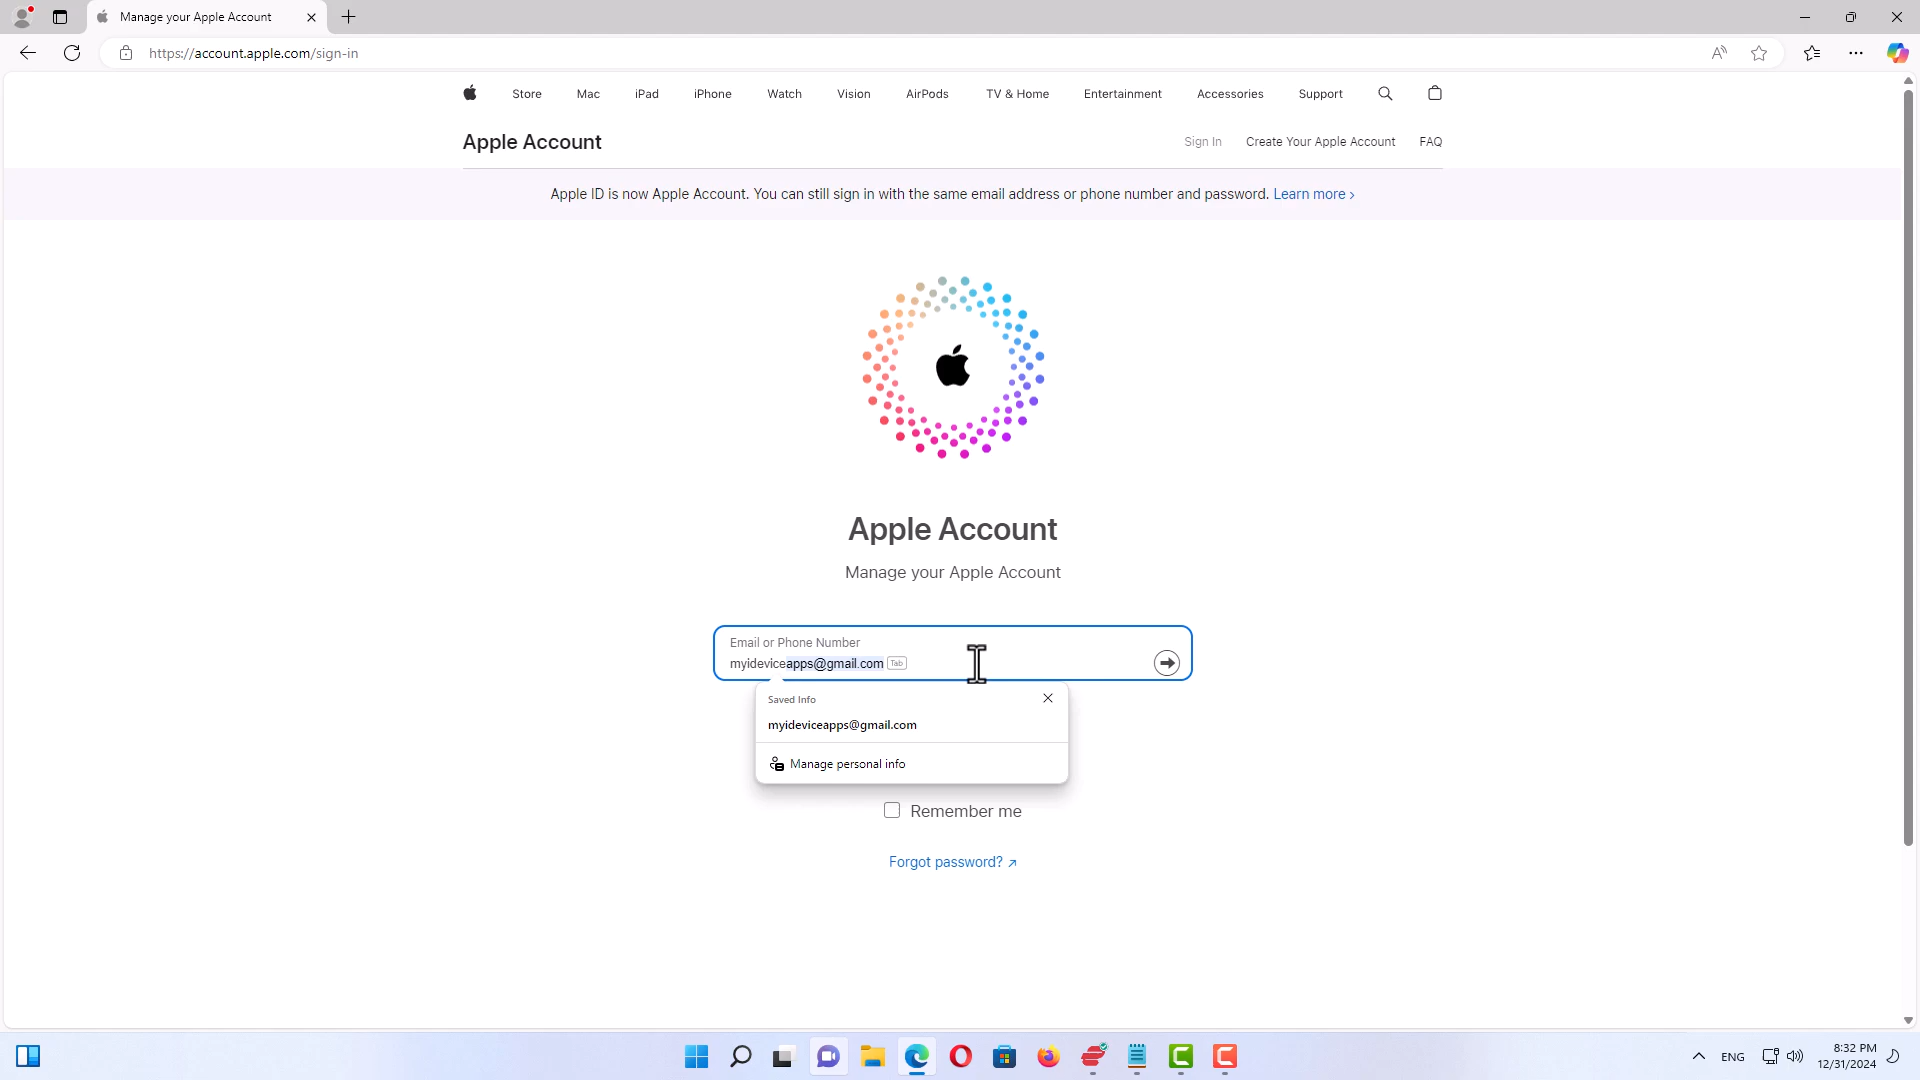 Manage your Apple Account
https://account.apple.com/sign-in
Store Mac iPad iPhone Watch Vision AirPods TV & Home Entertainment Accessories Support
Apple Account
Sign In Create Your Apple Account FAQ
Apple ID is now Apple Account. You can still sign in with the same email address or phone number and password. Learn more >
Apple Account
Manage your Apple Account
Email or Phone Number
myideviceapps@gmail.com Tab
Saved Info
myideviceapps@gmail.com
Manage personal info
Remember me
Forgot password? ↗
ENG
8:32 PM
12/31/2024